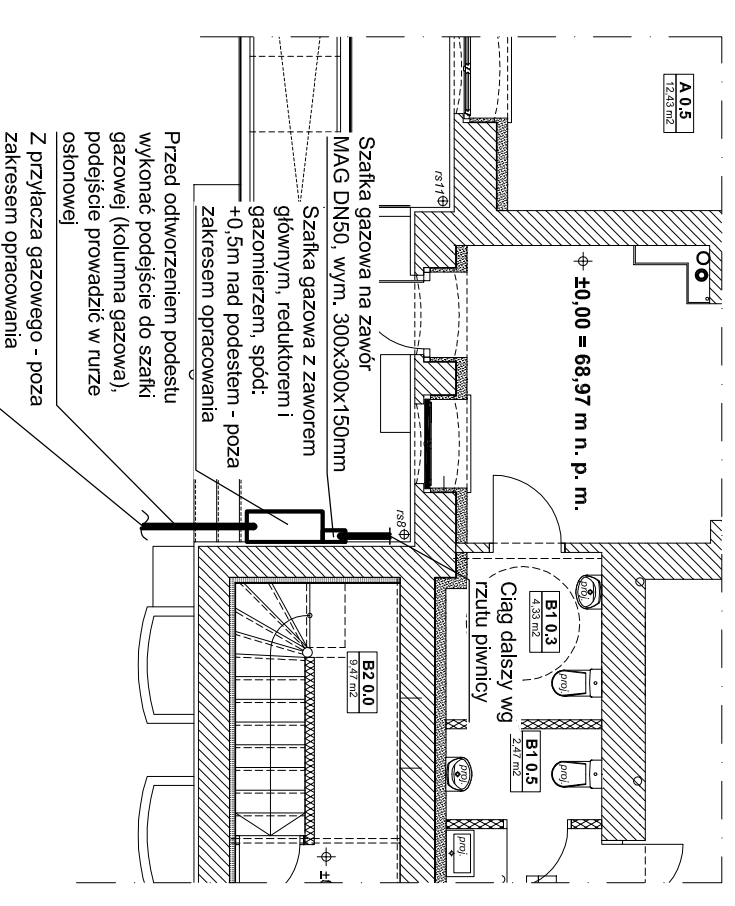 A 0.5
12,43 m2
±0,00 = 68,97 m n. p. m.
rs11
Szafka gazowa na zawór
MAG DN50, wym. 300x300x150mm
Szafka gazowa z zaworem
głównym, reduktorem i
gazomierzem, spód:
+0,5m nad podestem - poza
zakresem opracowania
Przed odtworzeniem podestu
wykonać podejście do szafki
gazowej (kolumna gazowa),
podejście prowadzić w rurze
osłonowej
Z przyłącza gazowego - poza
zakresem opracowania
rs8
Ciąg dalszy wg
rzutu piwnicy
B1 0.3
4,33 m2
B1 0.5
2,47 m2
B2 0.0
9,47 m2
proj.
proj.
proj.
proj.
proj.